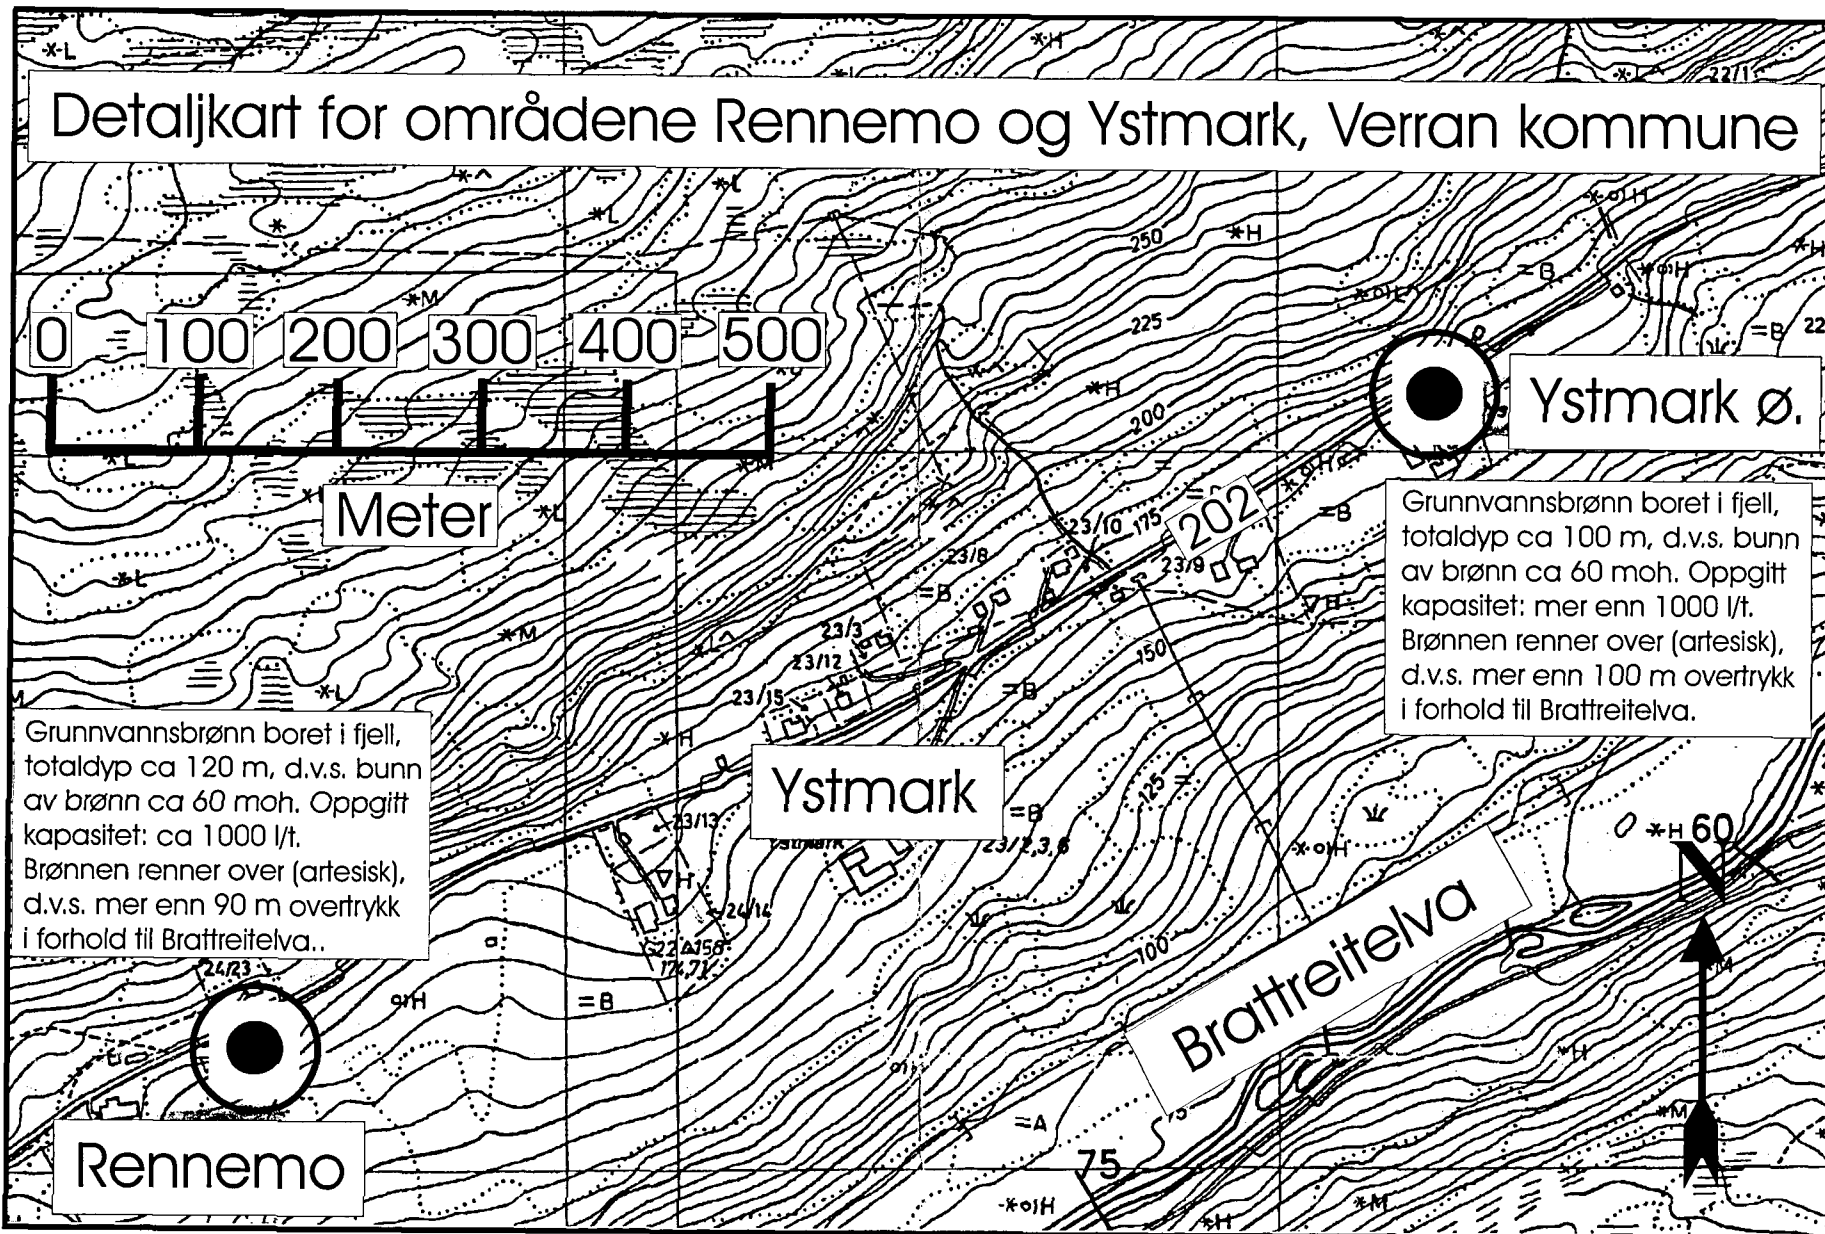 Detaljkart for områdene Rennemo og Ystmark, Verran kommune
22/1
250
225
200
175
150
125
100
22
0 100 200 300 400 500
Meter
Ystmark ø.
202
Grunnvannsbrønn boret i fjell,
totaldyp ca 100 m, d.v.s. bunn
av brønn ca 60 moh. Oppgitt
kapasitet: mer enn 1000 l/t.
Brønnen renner over (artesisk),
d.v.s. mer enn 100 m overtrykk
i forhold til Brattreitelva.
23/10
23/8
23/9
23/3
23/12
23/15
Grunnvannsbrønn boret i fjell,
totaldyp ca 120 m, d.v.s. bunn
av brønn ca 60 moh. Oppgitt
kapasitet: ca 1000 l/t.
Brønnen renner over (artesisk),
d.v.s. mer enn 90 m overtrykk
i forhold til Brattreitelva..
Ystmark
23/13
23/2,3,6
24/14
24/23
60
N
Brattreitelva
75
Rennemo